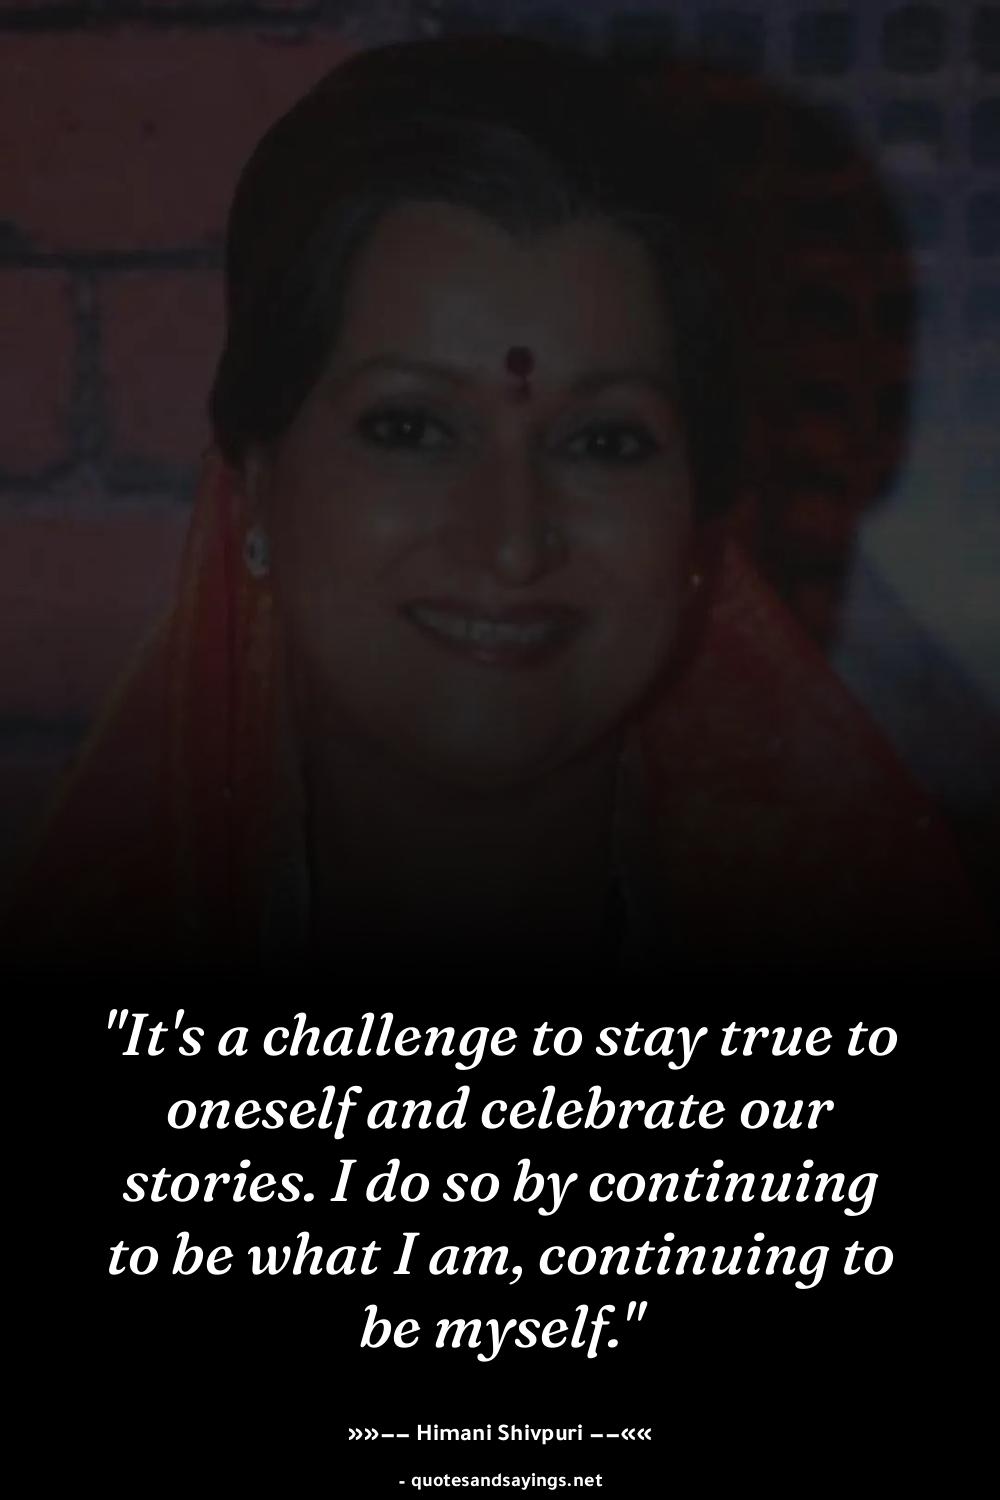 "It's a challenge to stay true to
oneself and celebrate our
stories. I do so by continuing
to be what I am, continuing to
be myself."
»»–– Himani Shivpuri ––««
- quotesandsayings.net